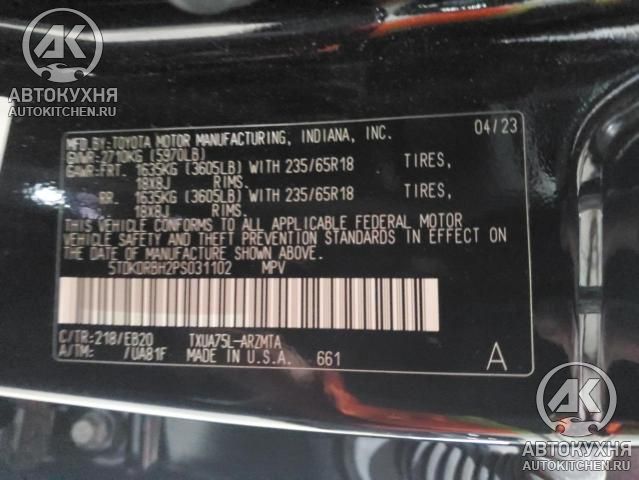 АК
АВТОКУХНЯ
AUTOKITCHEN.RU
MFD.BY:TOYOTA MOTOR MANUFACTURING, INDIANA, INC. 04/23
GVWR:2710KG (5970LB)
GAWR:FRT. 1635KG (3605LB) WITH 235/65R18 TIRES,
18X8J RIMS.
RR. 1635KG (3605LB) WITH 235/65R18 TIRES,
18X8J RIMS.
THIS VEHICLE CONFORMS TO ALL APPLICABLE FEDERAL MOTOR
VEHICLE SAFETY AND THEFT PREVENTION STANDARDS IN EFFECT ON
THE DATE OF MANUFACTURE SHOWN ABOVE.
5TDKDRBH2PS031102 MPV
C/TR:218/EB20 TXUA75L-ARZMTA
A/TM: /UA81F MADE IN U.S.A. 661 A
АК
АВТОКУХНЯ
AUTOKITCHEN.RU